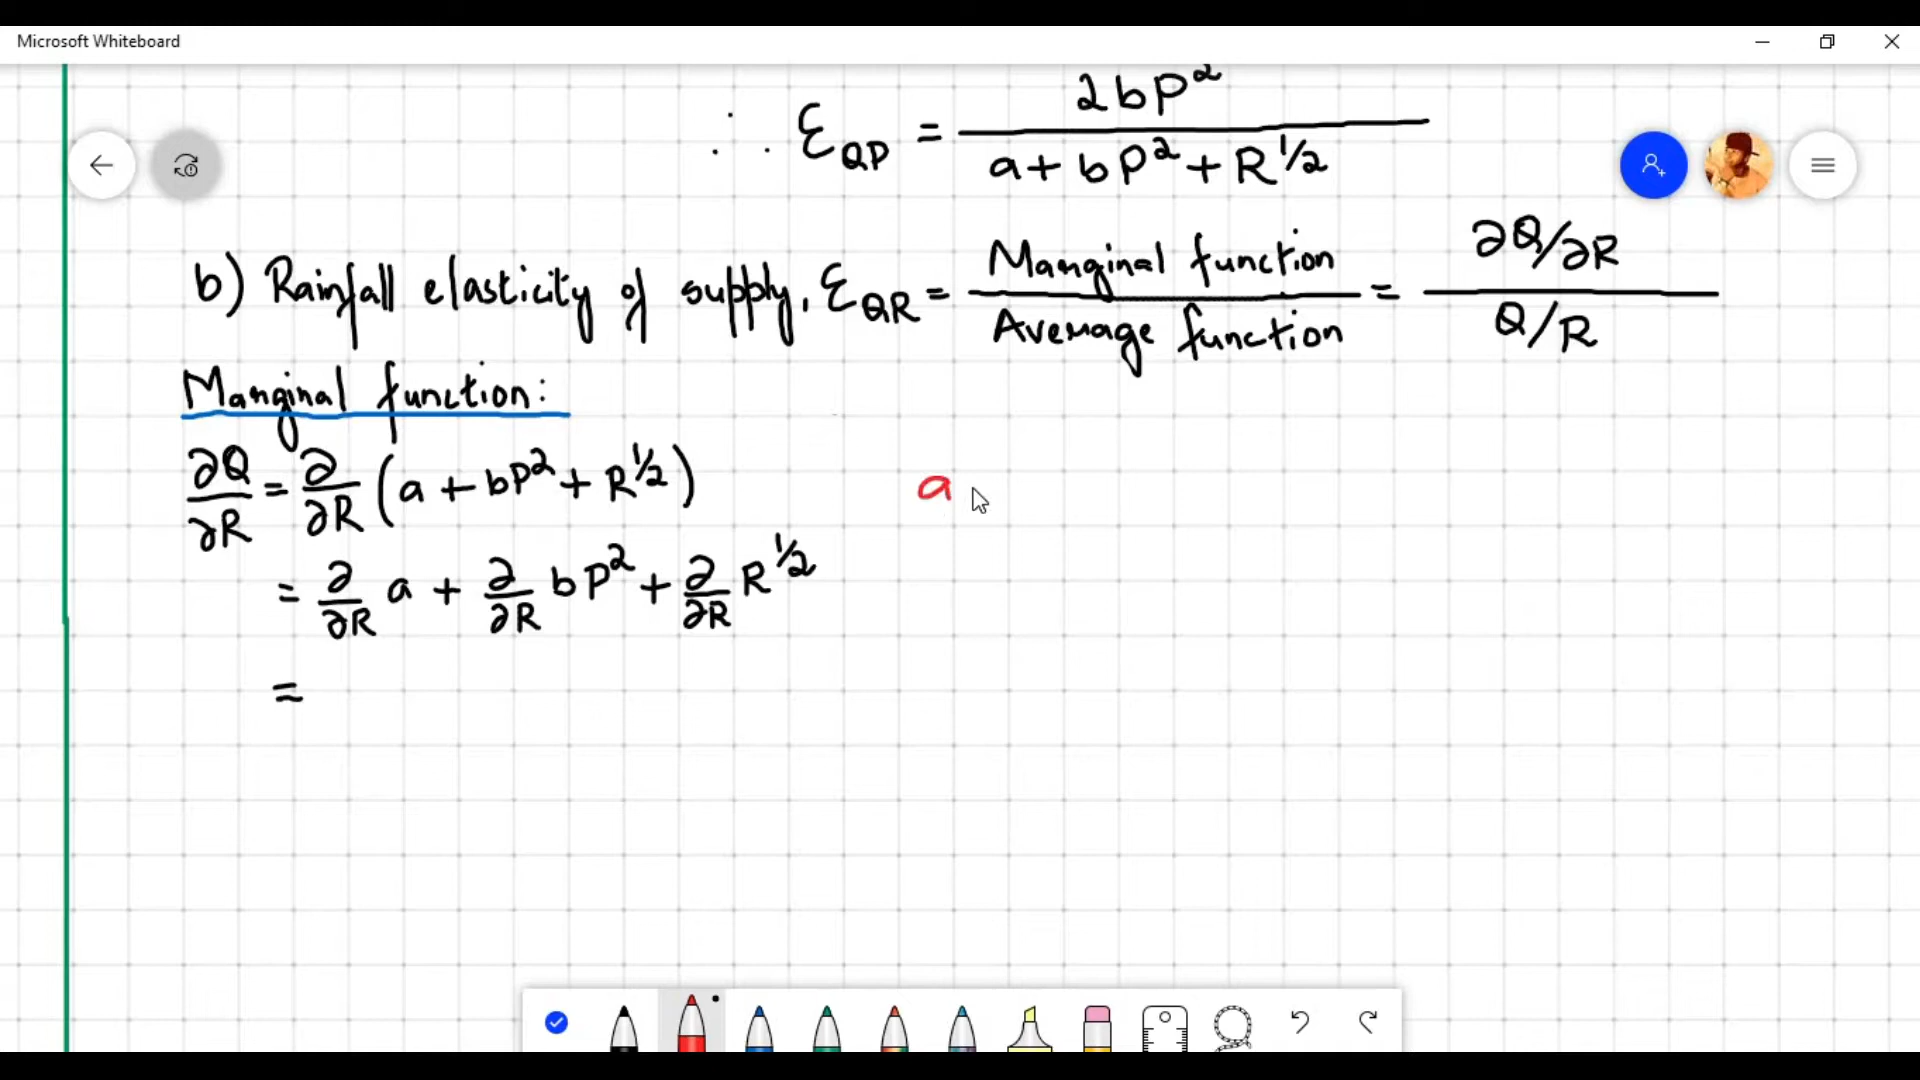 Microsoft Whiteboard
∴ ε_QP = 2bP² / (a + bP² + R^1/2)
b) Rainfall elasticity of supply, ε_QR = Marginal function / Average function = (∂Q/∂R) / (Q/R)
Marginal function:
∂Q/∂R = ∂/∂R (a + bP² + R^1/2)
a
= ∂/∂R a + ∂/∂R bP² + ∂/∂R R^1/2
=